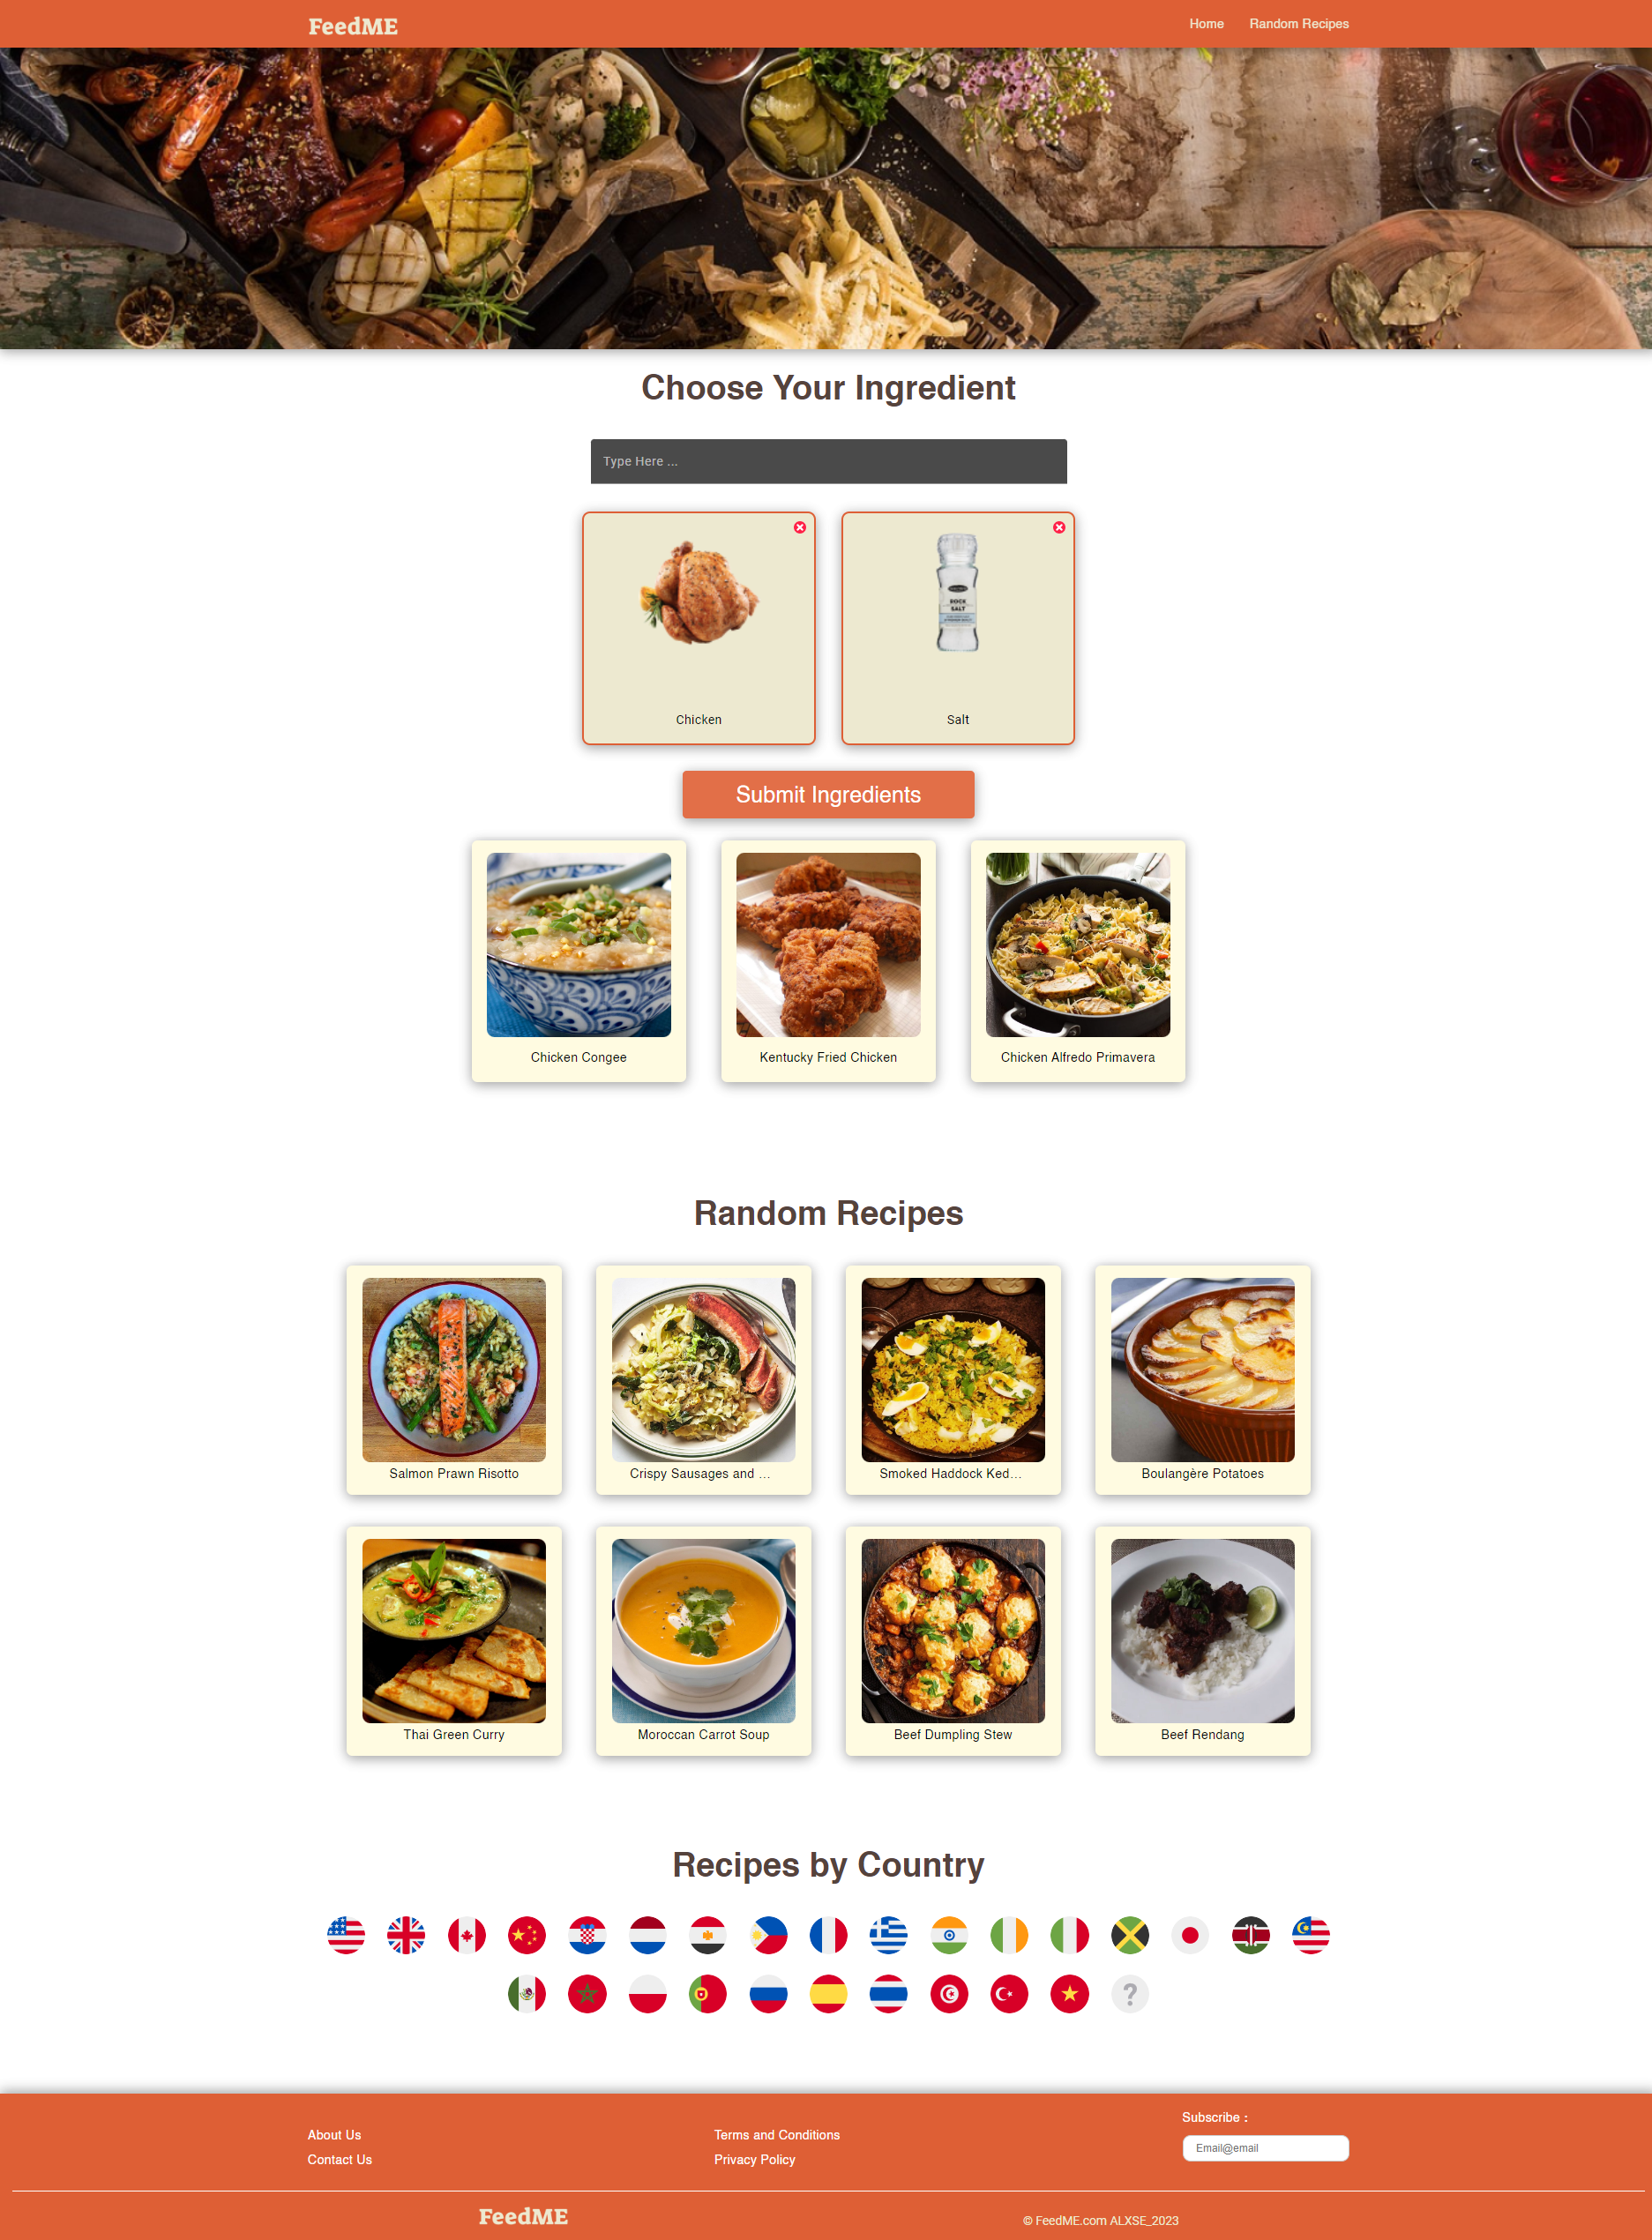 FeedME
Home
Random Recipes
Choose Your Ingredient
Type Here ...
ROCK
SALT
Chicken
Salt
Submit Ingredients
Chicken Congee
Kentucky Fried Chicken
Chicken Alfredo Primavera
Random Recipes
Salmon Prawn Risotto
Crispy Sausages and ...
Smoked Haddock Ked...
Boulangère Potatoes
Thai Green Curry
Moroccan Carrot Soup
Beef Dumpling Stew
Beef Rendang
Recipes by Country
?
About Us
Contact Us
Terms and Conditions
Privacy Policy
Subscribe :
Email@email
FeedME
© FeedME.com ALXSE_2023